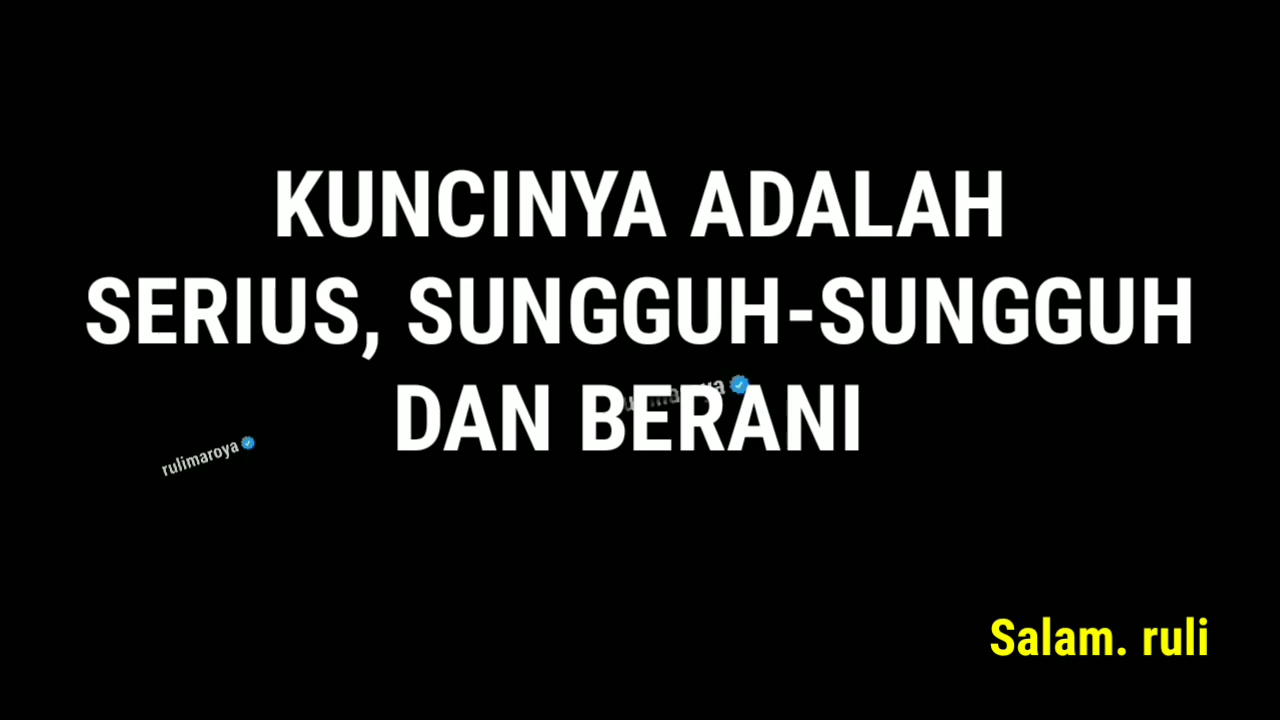 KUNCINYA ADALAH
SERIUS, SUNGGUH-SUNGGUH
DAN BERANI
rulimaroya
Salam. ruli